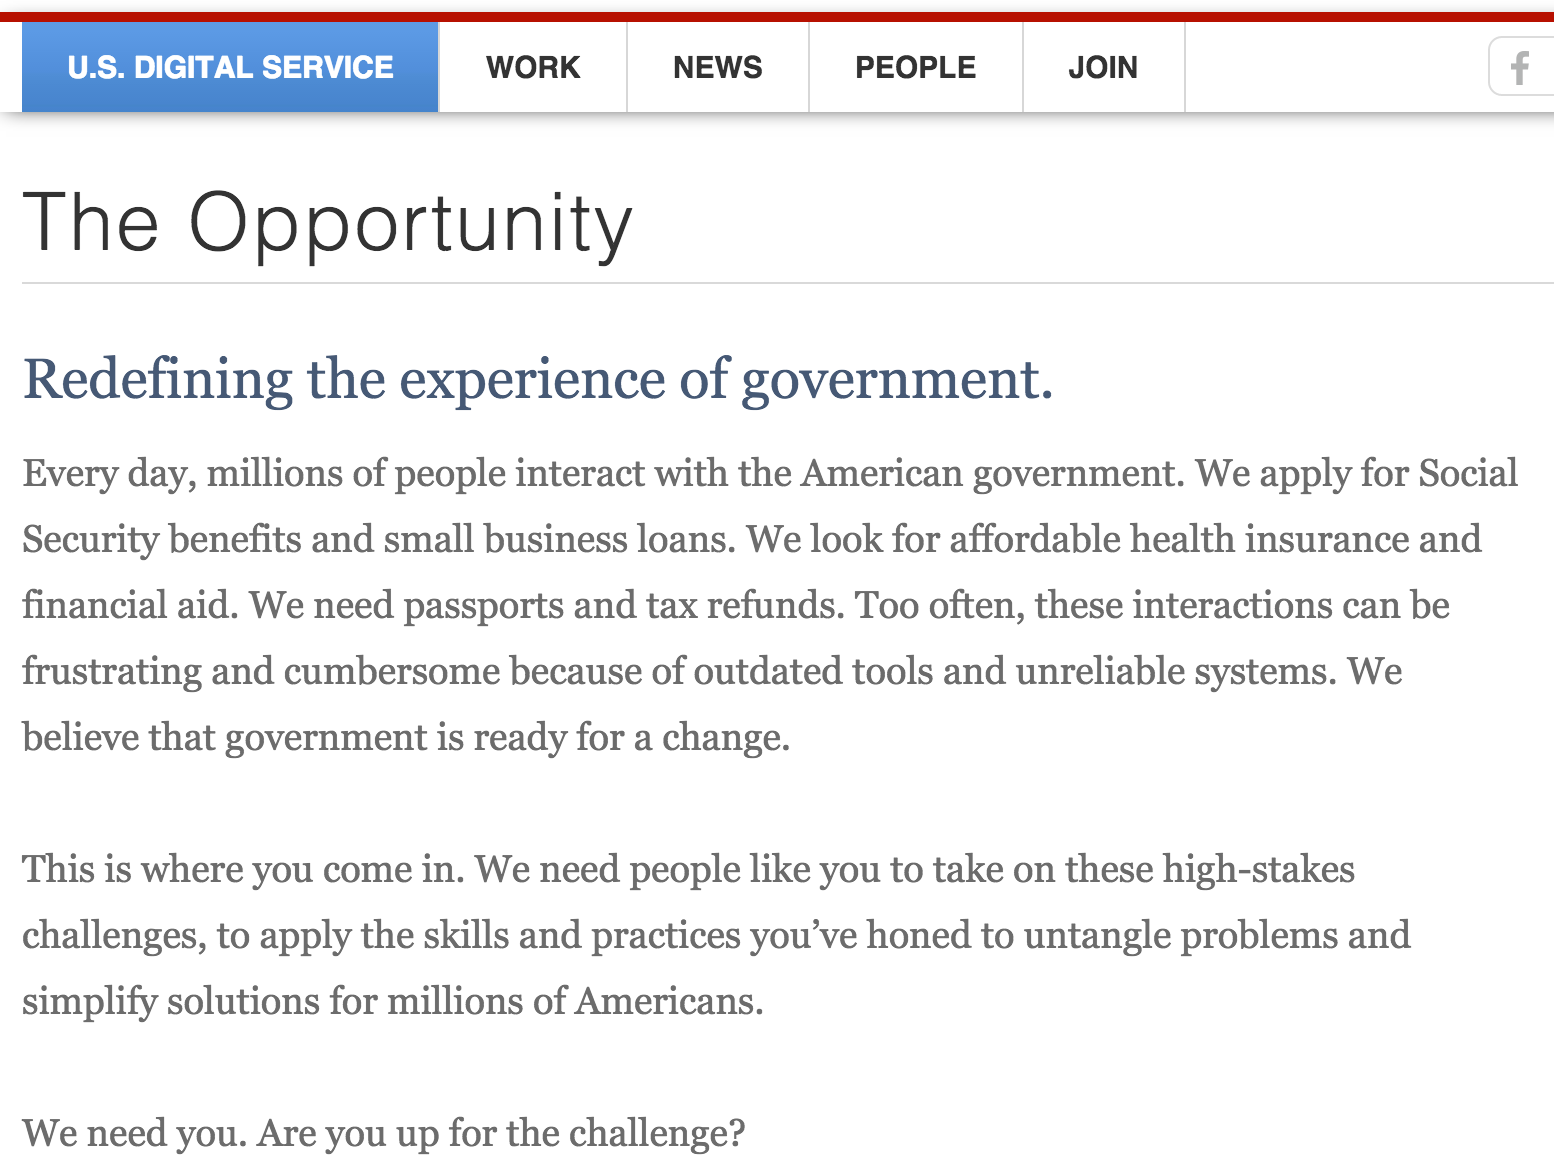 U.S. DIGITAL SERVICE WORK NEWS PEOPLE JOIN f
The Opportunity
Redefining the experience of government.
Every day, millions of people interact with the American government. We apply for Social
Security benefits and small business loans. We look for affordable health insurance and
financial aid. We need passports and tax refunds. Too often, these interactions can be
frustrating and cumbersome because of outdated tools and unreliable systems. We
believe that government is ready for a change.
This is where you come in. We need people like you to take on these high-stakes
challenges, to apply the skills and practices you’ve honed to untangle problems and
simplify solutions for millions of Americans.
We need you. Are you up for the challenge?